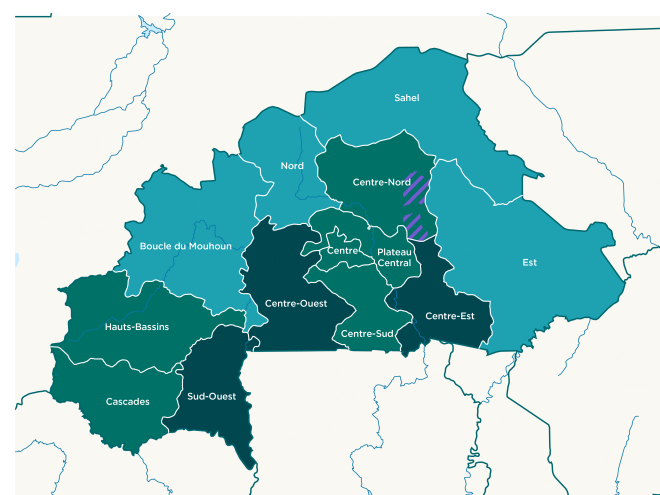 Sahel
Nord
Centre-Nord
Boucle du Mouhoun
Centre
Plateau
Central
Est
Centre-Ouest
Centre-Est
Hauts-Bassins
Centre-Sud
Sud-Ouest
Cascades